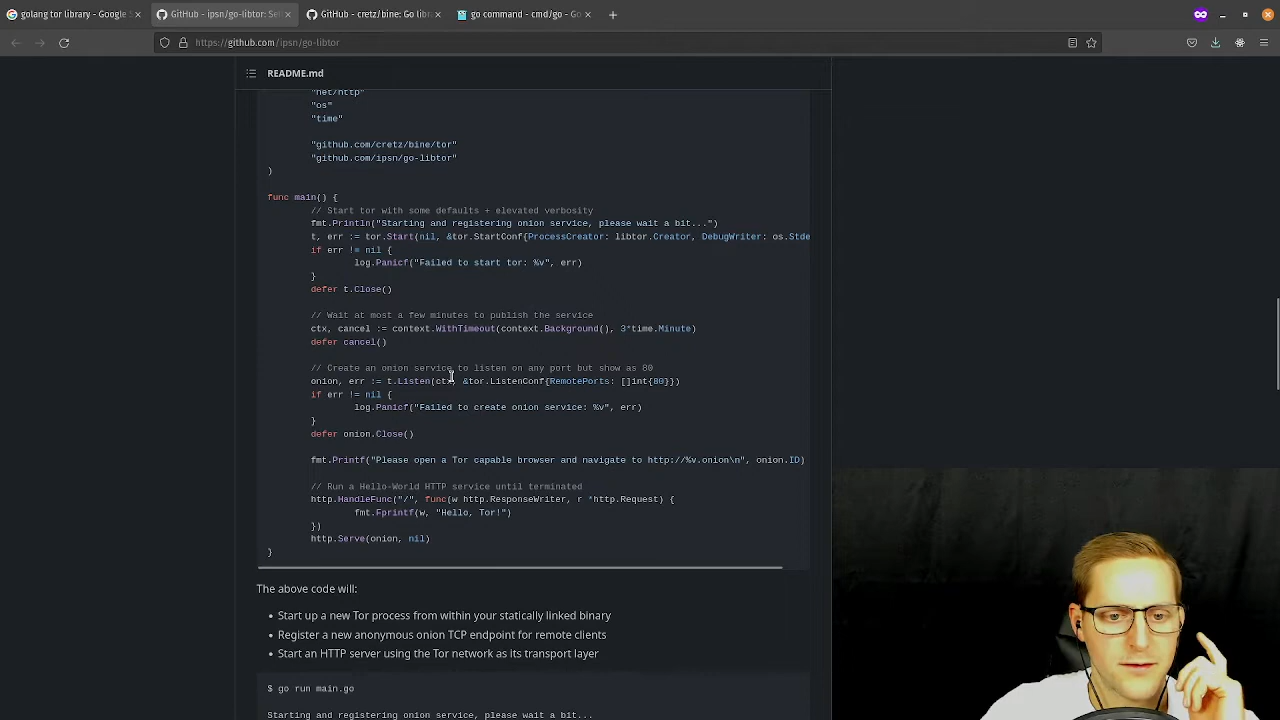 golang tor library - Google S
GitHub - ipsn/go-libtor: Sel
GitHub - cretz/bine: Go libra
go command - cmd/go - Go
https://github.com/ipsn/go-libtor
README.md
"net/http"
"os"
"time"
"github.com/cretz/bine/tor"
"github.com/ipsn/go-libtor"
)
func main() {
// Start tor with some defaults + elevated verbosity
fmt.Println("Starting and registering onion service, please wait a bit...")
t, err := tor.Start(nil, &tor.StartConf{ProcessCreator: libtor.Creator, DebugWriter: os.Stde
if err != nil {
log.Panicf("Failed to start tor: %v", err)
}
defer t.Close()
// Wait at most a few minutes to publish the service
ctx, cancel := context.WithTimeout(context.Background(), 3*time.Minute)
defer cancel()
// Create an onion service to listen on any port but show as 80
onion, err := t.Listen(ctx, &tor.ListenConf{RemotePorts: []int{80}})
if err != nil {
log.Panicf("Failed to create onion service: %v", err)
}
defer onion.Close()
fmt.Printf("Please open a Tor capable browser and navigate to http://%v.onion\n", onion.ID)
// Run a Hello-World HTTP service until terminated
http.HandleFunc("/", func(w http.ResponseWriter, r *http.Request) {
fmt.Fprintf(w, "Hello, Tor!")
})
http.Serve(onion, nil)
}
The above code will:
• Start up a new Tor process from within your statically linked binary
• Register a new anonymous onion TCP endpoint for remote clients
• Start an HTTP server using the Tor network as its transport layer
$ go run main.go
Starting and registering onion service, please wait a bit...